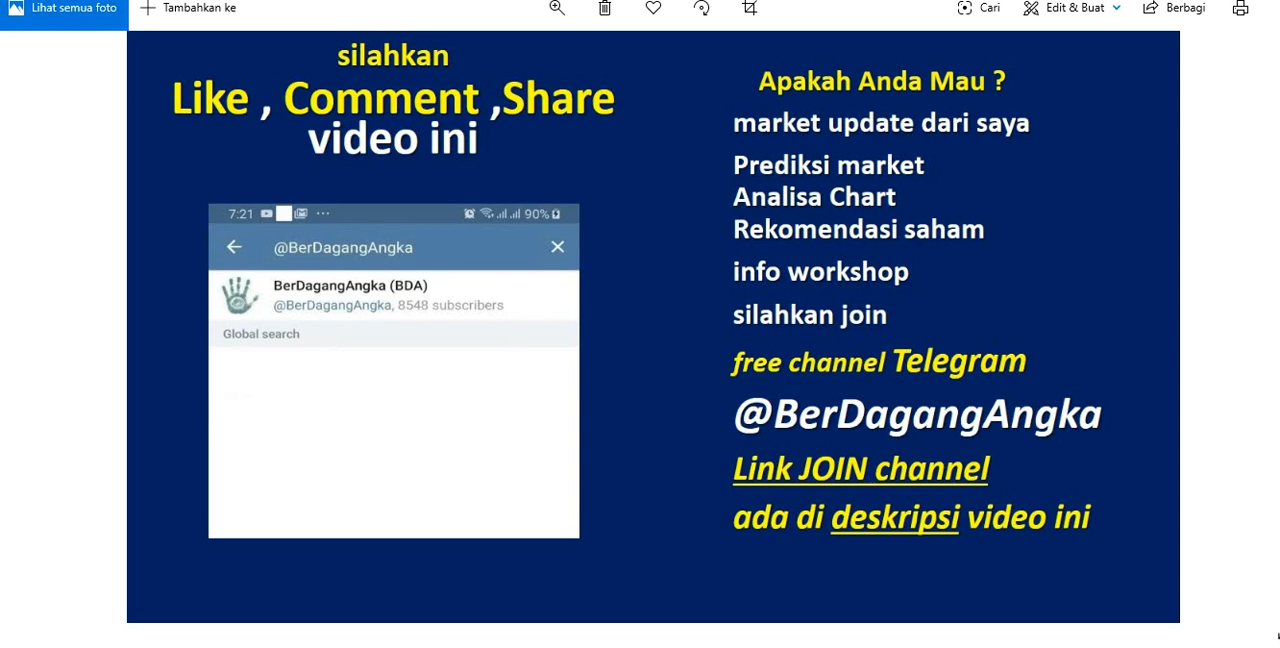 Lihat semua foto
Tambahkan ke
Cari
Edit & Buat
Berbagi
silahkan
Like , Comment ,Share
video ini
7:21 ... 90%
@BerDagangAngka
BerDagangAngka (BDA)
@BerDagangAngka, 8548 subscribers
Global search
Apakah Anda Mau ?
market update dari saya
Prediksi market
Analisa Chart
Rekomendasi saham
info workshop
silahkan join
free channel Telegram
@BerDagangAngka
Link JOIN channel
ada di deskripsi video ini